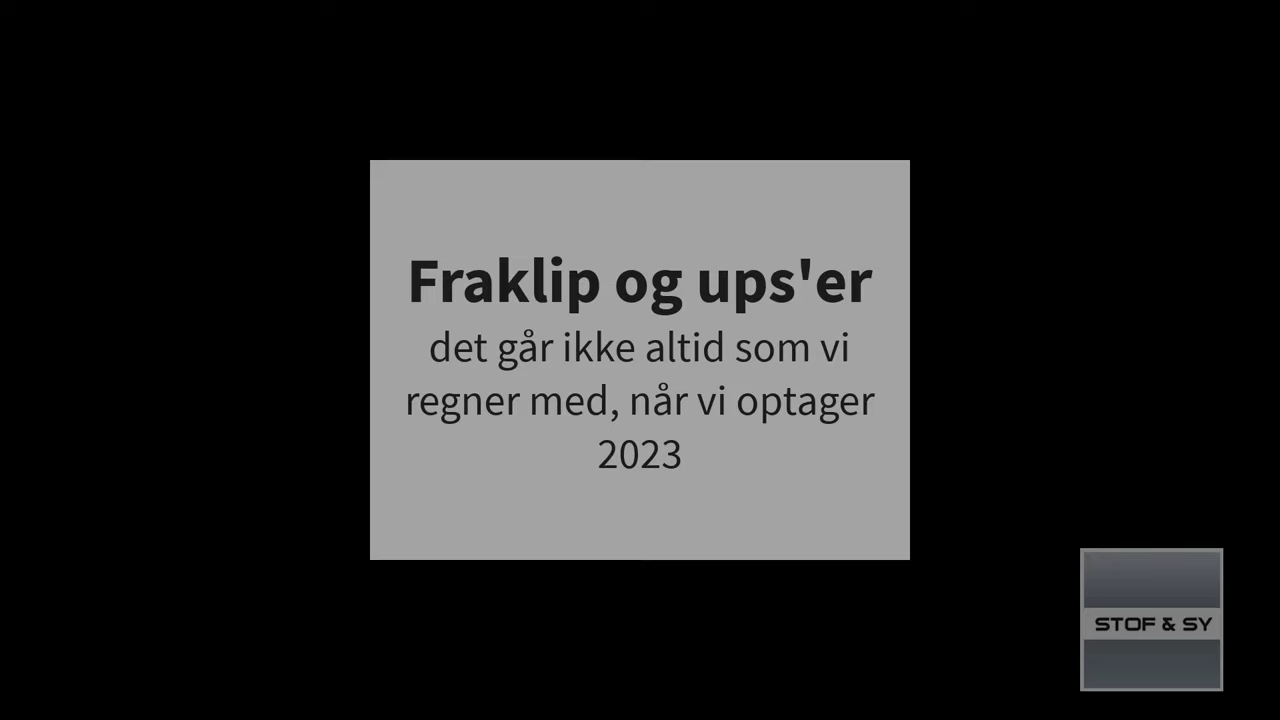 Fraklip og ups'er
det går ikke altid som vi
regner med, når vi optager
2023
STOF & SY